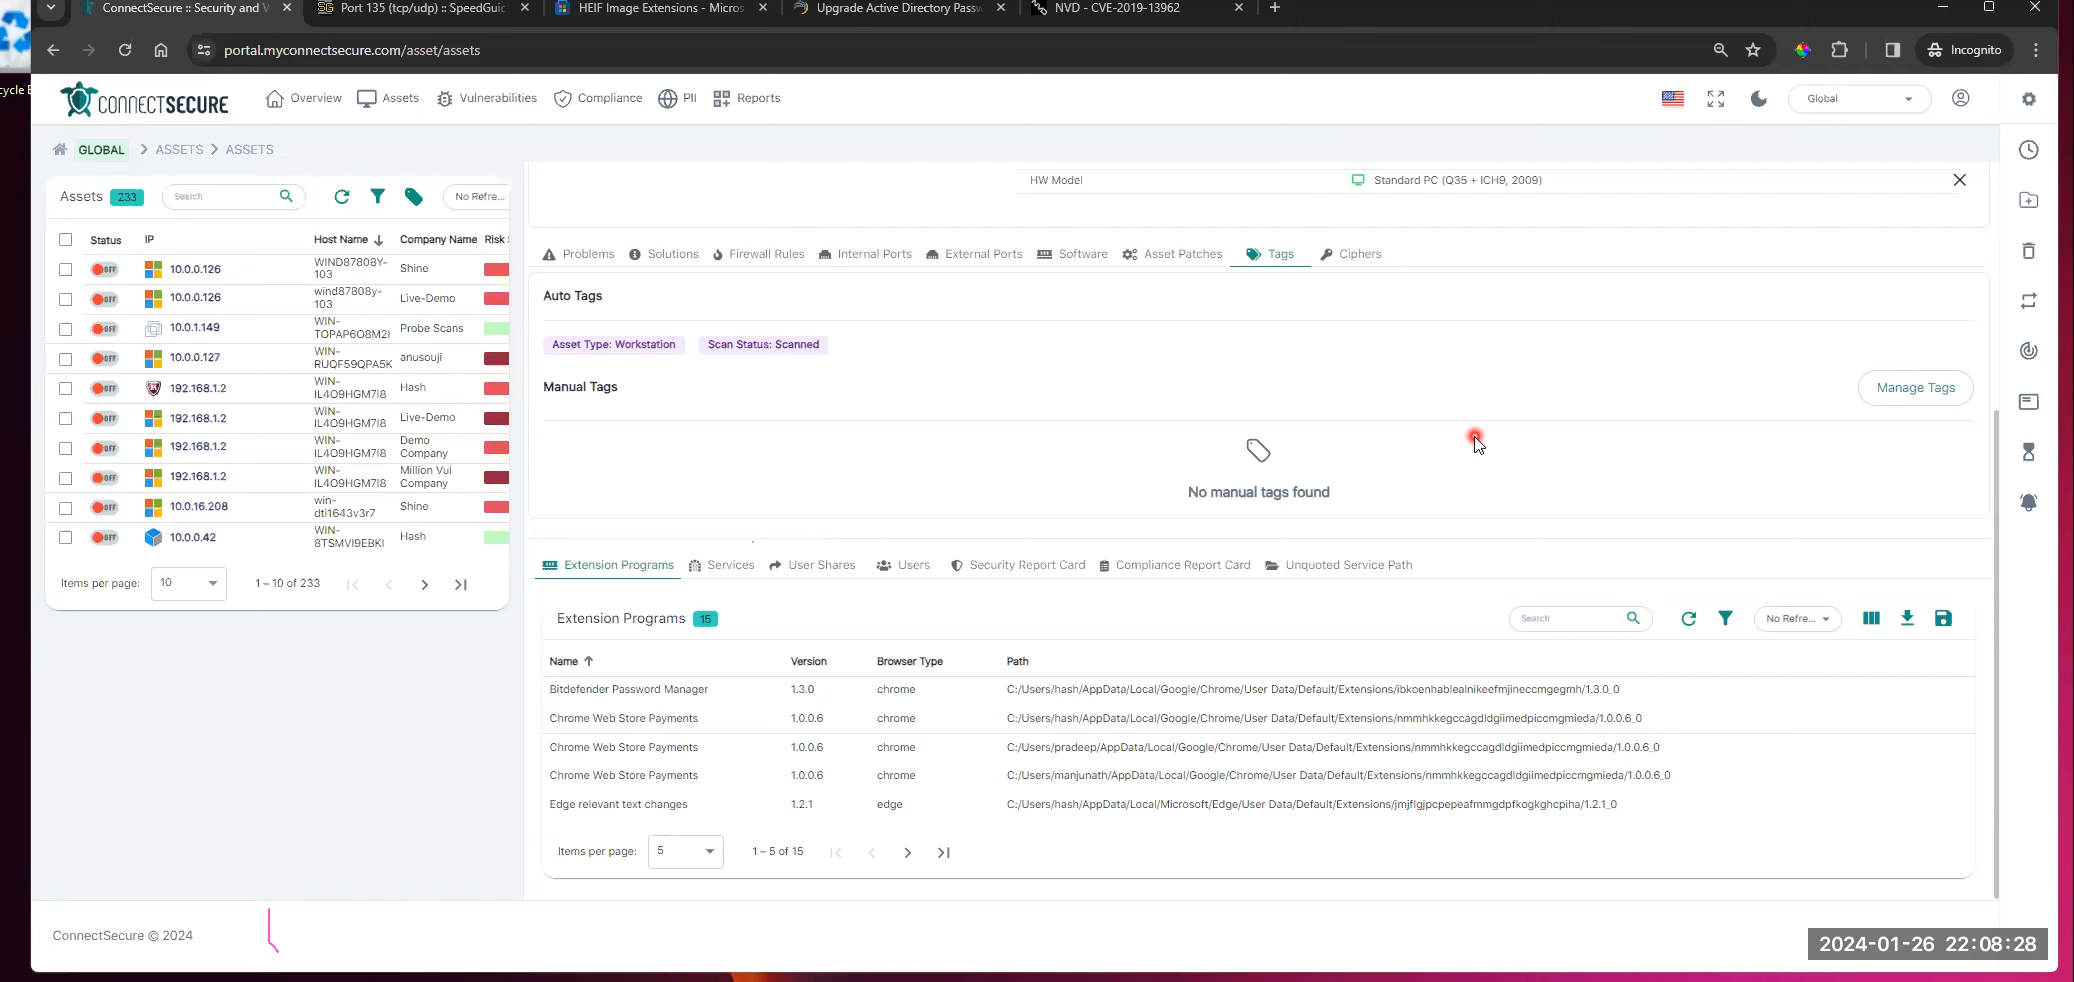 ConnectSecure :: Security and V
Port 135 (tcp/udp) :: SpeedGuid
HEIF Image Extensions - Micros
Upgrade Active Directory Passw
NVD - CVE-2019-13962
portal.myconnectsecure.com/asset/assets
Incognito
CONNECTSECURE
Overview
Assets
Vulnerabilities
Compliance
PII
Reports
Global
GLOBAL > ASSETS > ASSETS
Assets 233
Search
No Refre...
Status IP Host Name Company Name Risk
OFF 10.0.0.126 WIND87808Y-103 Shine
OFF 10.0.0.126 wind87808y-103 Live-Demo
OFF 10.0.1.149 WIN-TOPAP6O8M2I Probe Scans
OFF 10.0.0.127 WIN-RUQF59QPA5K anusouji
OFF 192.168.1.2 WIN-IL4O9HGM7I8 Hash
OFF 192.168.1.2 WIN-IL4O9HGM7I8 Live-Demo
OFF 192.168.1.2 WIN-IL4O9HGM7I8 Demo Company
OFF 192.168.1.2 WIN-IL4O9HGM7I8 Million Vul Company
OFF 10.0.16.208 win-dti1643v3r7 Shine
OFF 10.0.0.42 WIN-8TSMVI9EBKI Hash
Items per page: 10 1 – 10 of 233
HW Model Standard PC (Q35 + ICH9, 2009)
Problems Solutions Firewall Rules Internal Ports External Ports Software Asset Patches Tags Ciphers
Auto Tags
Asset Type: Workstation Scan Status: Scanned
Manual Tags
Manage Tags
No manual tags found
Extension Programs Services User Shares Users Security Report Card Compliance Report Card Unquoted Service Path
Extension Programs 15
Search
No Refre...
Name Version Browser Type Path
Bitdefender Password Manager 1.3.0 chrome C:/Users/hash/AppData/Local/Google/Chrome/User Data/Default/Extensions/ibkoenhablealnikeefmjineccmgegmh/1.3.0_0
Chrome Web Store Payments 1.0.0.6 chrome C:/Users/hash/AppData/Local/Google/Chrome/User Data/Default/Extensions/nmmhkkegccagdldgiimedpiccmgmieda/1.0.0.6_0
Chrome Web Store Payments 1.0.0.6 chrome C:/Users/pradeep/AppData/Local/Google/Chrome/User Data/Default/Extensions/nmmhkkegccagdldgiimedpiccmgmieda/1.0.0.6_0
Chrome Web Store Payments 1.0.0.6 chrome C:/Users/manjunath/AppData/Local/Google/Chrome/User Data/Default/Extensions/nmmhkkegccagdldgiimedpiccmgmieda/1.0.0.6_0
Edge relevant text changes 1.2.1 edge C:/Users/hash/AppData/Local/Microsoft/Edge/User Data/Default/Extensions/jmjflgjpcpepeafmmgdpfkogkghcpiha/1.2.1_0
Items per page: 5 1 – 5 of 15
ConnectSecure © 2024
2024-01-26 22:08:28